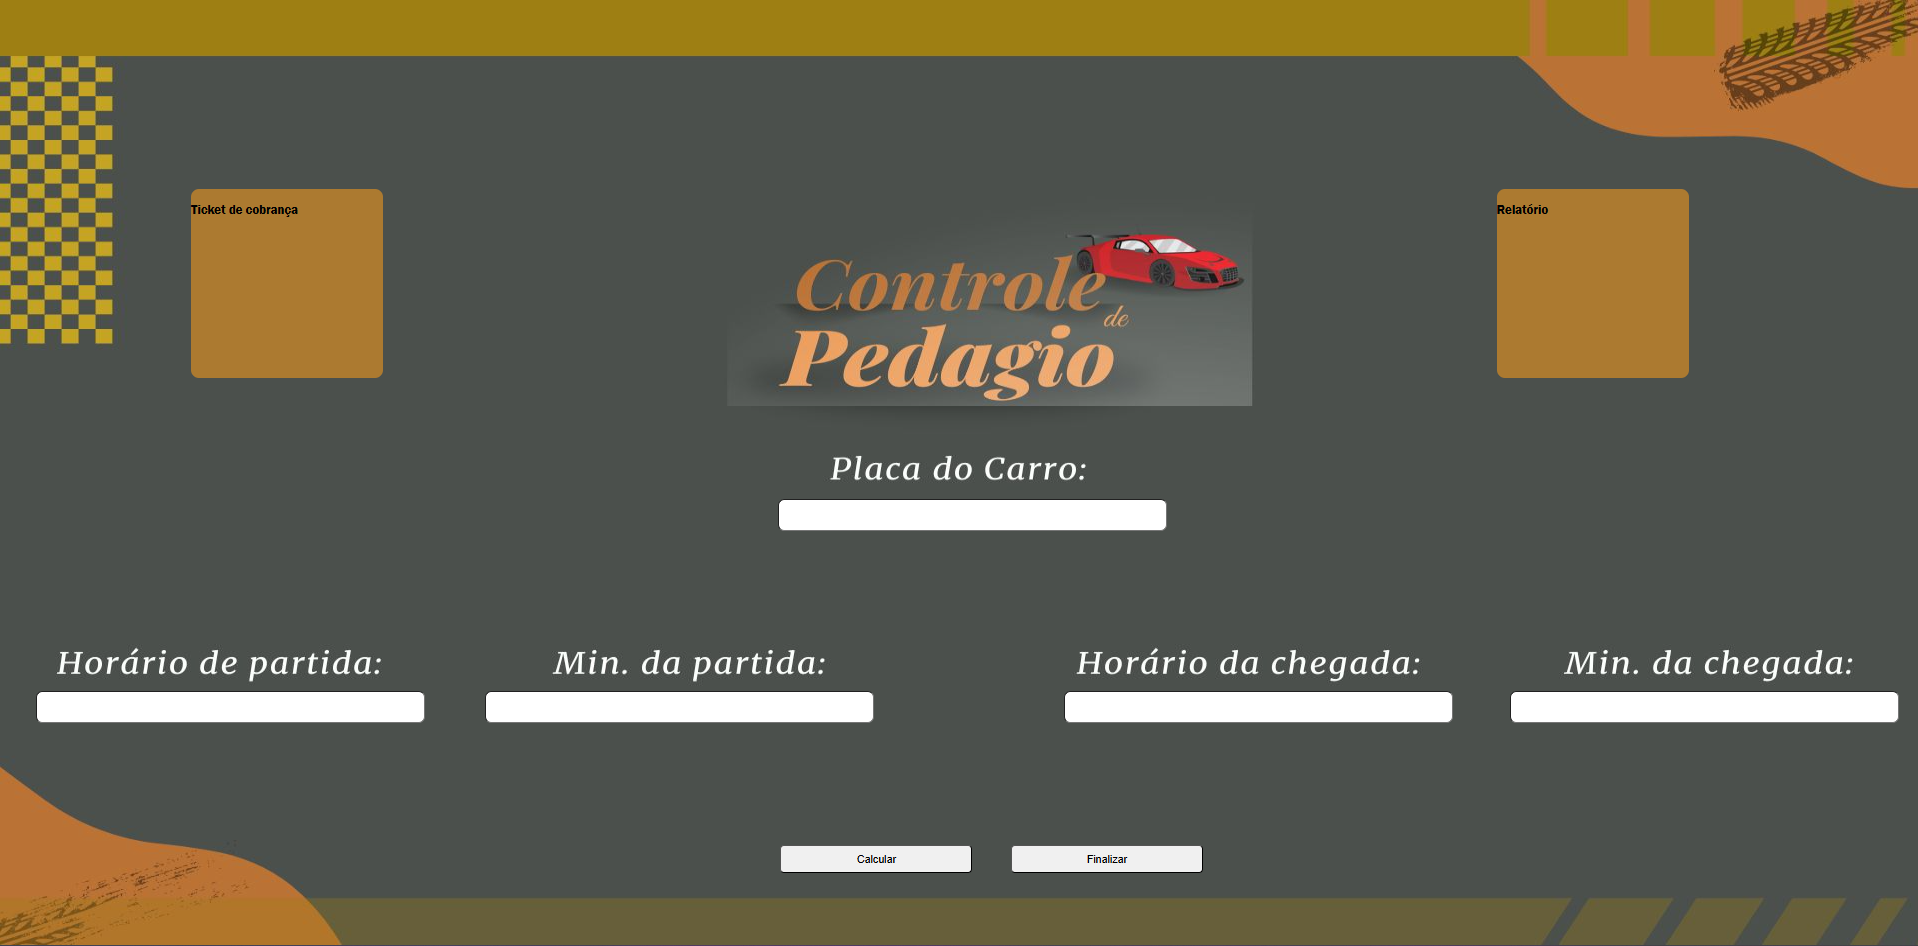 Ticket de cobrança
Relatório
Controle
de
Pedagio
Placa do Carro:
Horário de partida:
Min. da partida:
Horário da chegada:
Min. da chegada:
Calcular
Finalizar